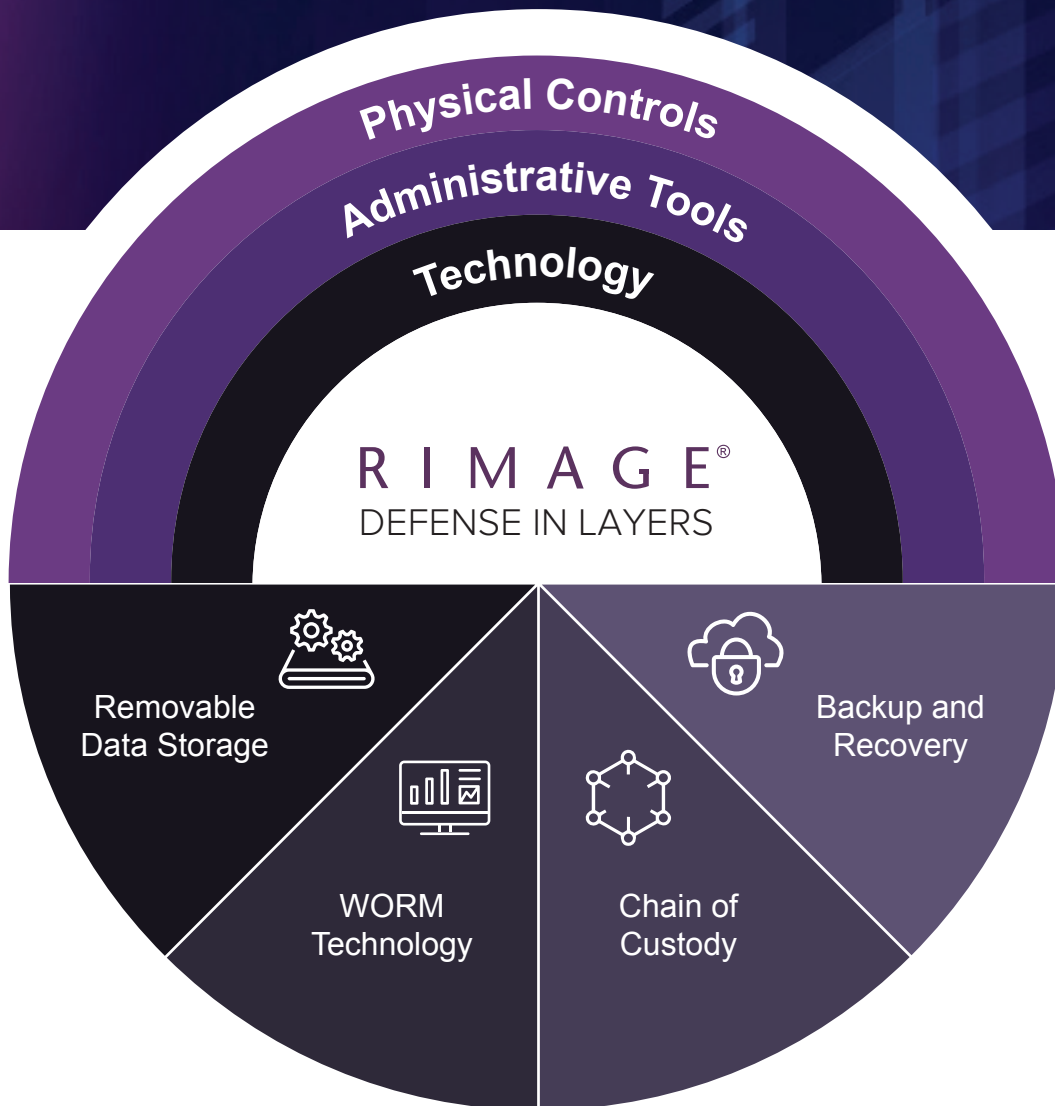 Physical Controls
Administrative Tools
Technology
RIMAGE®
DEFENSE IN LAYERS
Removable
Data Storage
Backup and
Recovery
WORM
Technology
Chain of
Custody